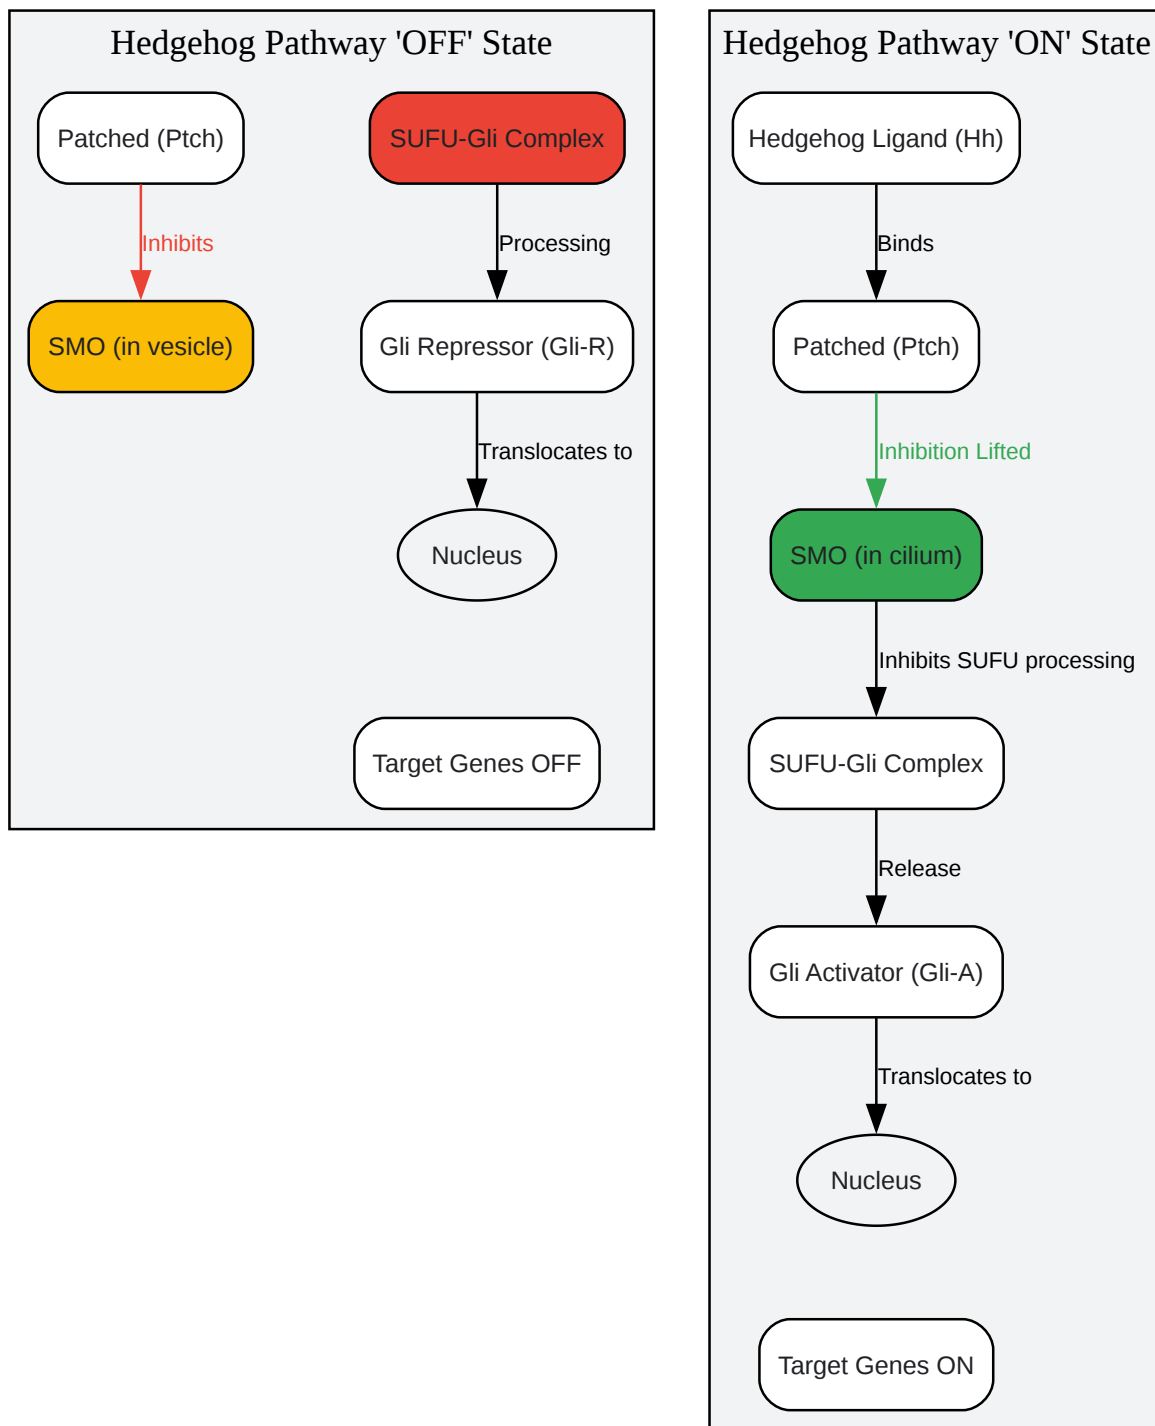 Hedgehog Pathway 'OFF' State
Patched (Ptch)
SUFU-Gli Complex
Inhibits
Processing
SMO (in vesicle)
Gli Repressor (Gli-R)
Translocates to
Nucleus
Target Genes OFF
Hedgehog Pathway 'ON' State
Hedgehog Ligand (Hh)
Binds
Patched (Ptch)
Inhibition Lifted
SMO (in cilium)
Inhibits SUFU processing
SUFU-Gli Complex
Release
Gli Activator (Gli-A)
Translocates to
Nucleus
Target Genes ON